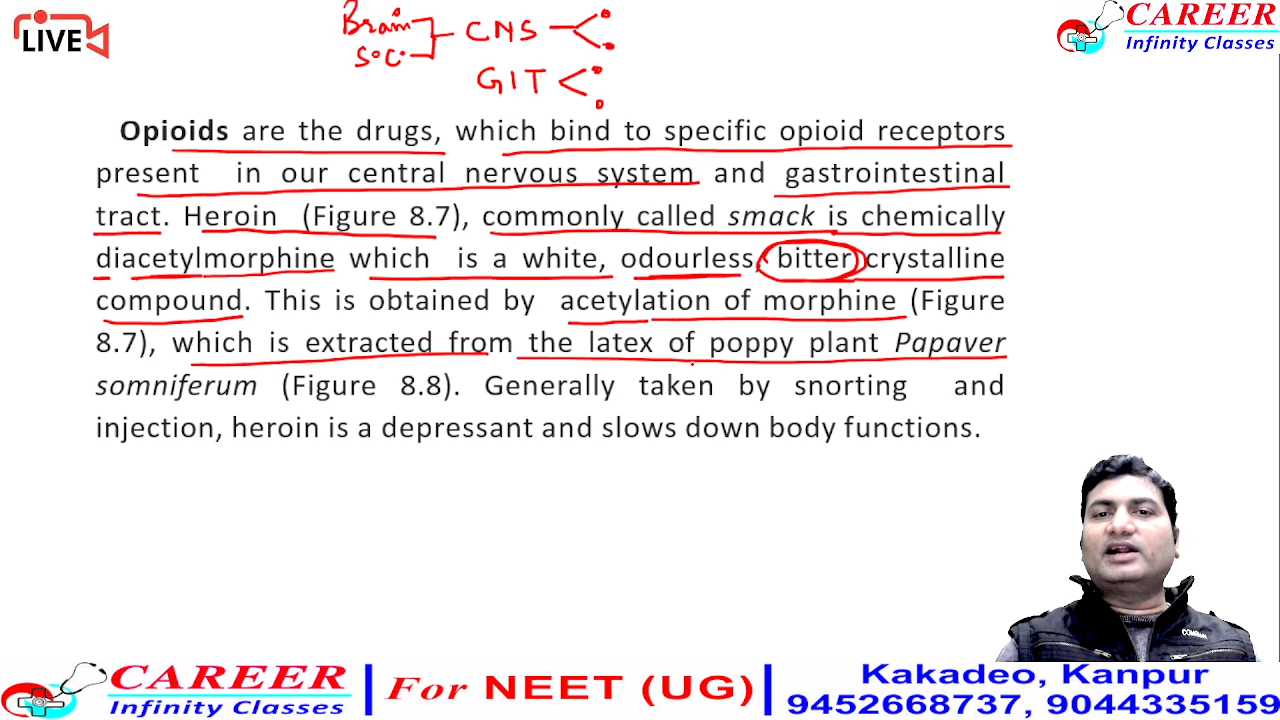 LIVE
Brain
S.C.
CNS
GIT
CAREER
Infinity Classes
Opioids are the drugs, which bind to specific opioid receptors
present in our central nervous system and gastrointestinal
tract. Heroin (Figure 8.7), commonly called smack is chemically
diacetylmorphine which is a white, odourless, bitter crystalline
compound. This is obtained by acetylation of morphine (Figure
8.7), which is extracted from the latex of poppy plant Papaver
somniferum (Figure 8.8). Generally taken by snorting and
injection, heroin is a depressant and slows down body functions.
CAREER
Infinity Classes
For NEET (UG)
Kakadeo, Kanpur
9452668737, 9044335159